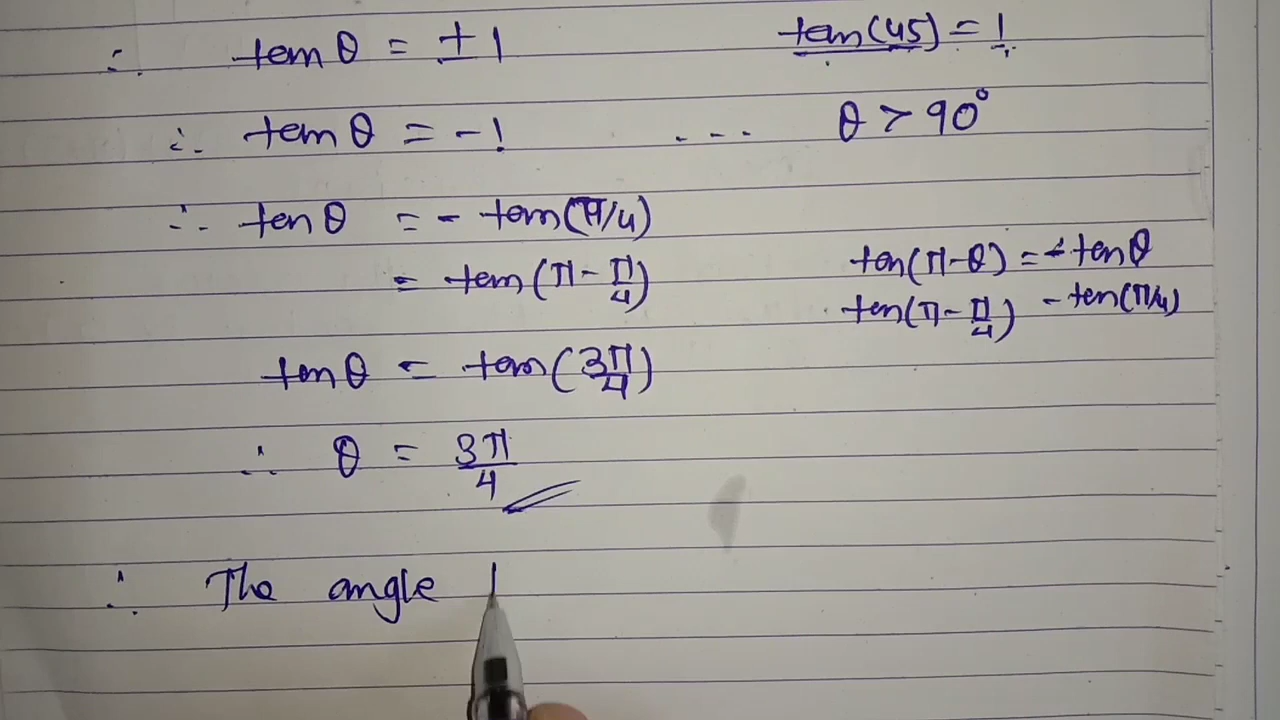 ∴ tan θ = ± 1 tan(45) = 1
∴ tan θ = -1 ... θ > 90°
∴ tan θ = - tan(π/4)
= tan(π - π/4) tan(π-θ) = - tan θ
tan(π - π/4) - tan(π/4)
tan θ = tan(3π/4)
∴ θ = 3π/4
∴ The angle